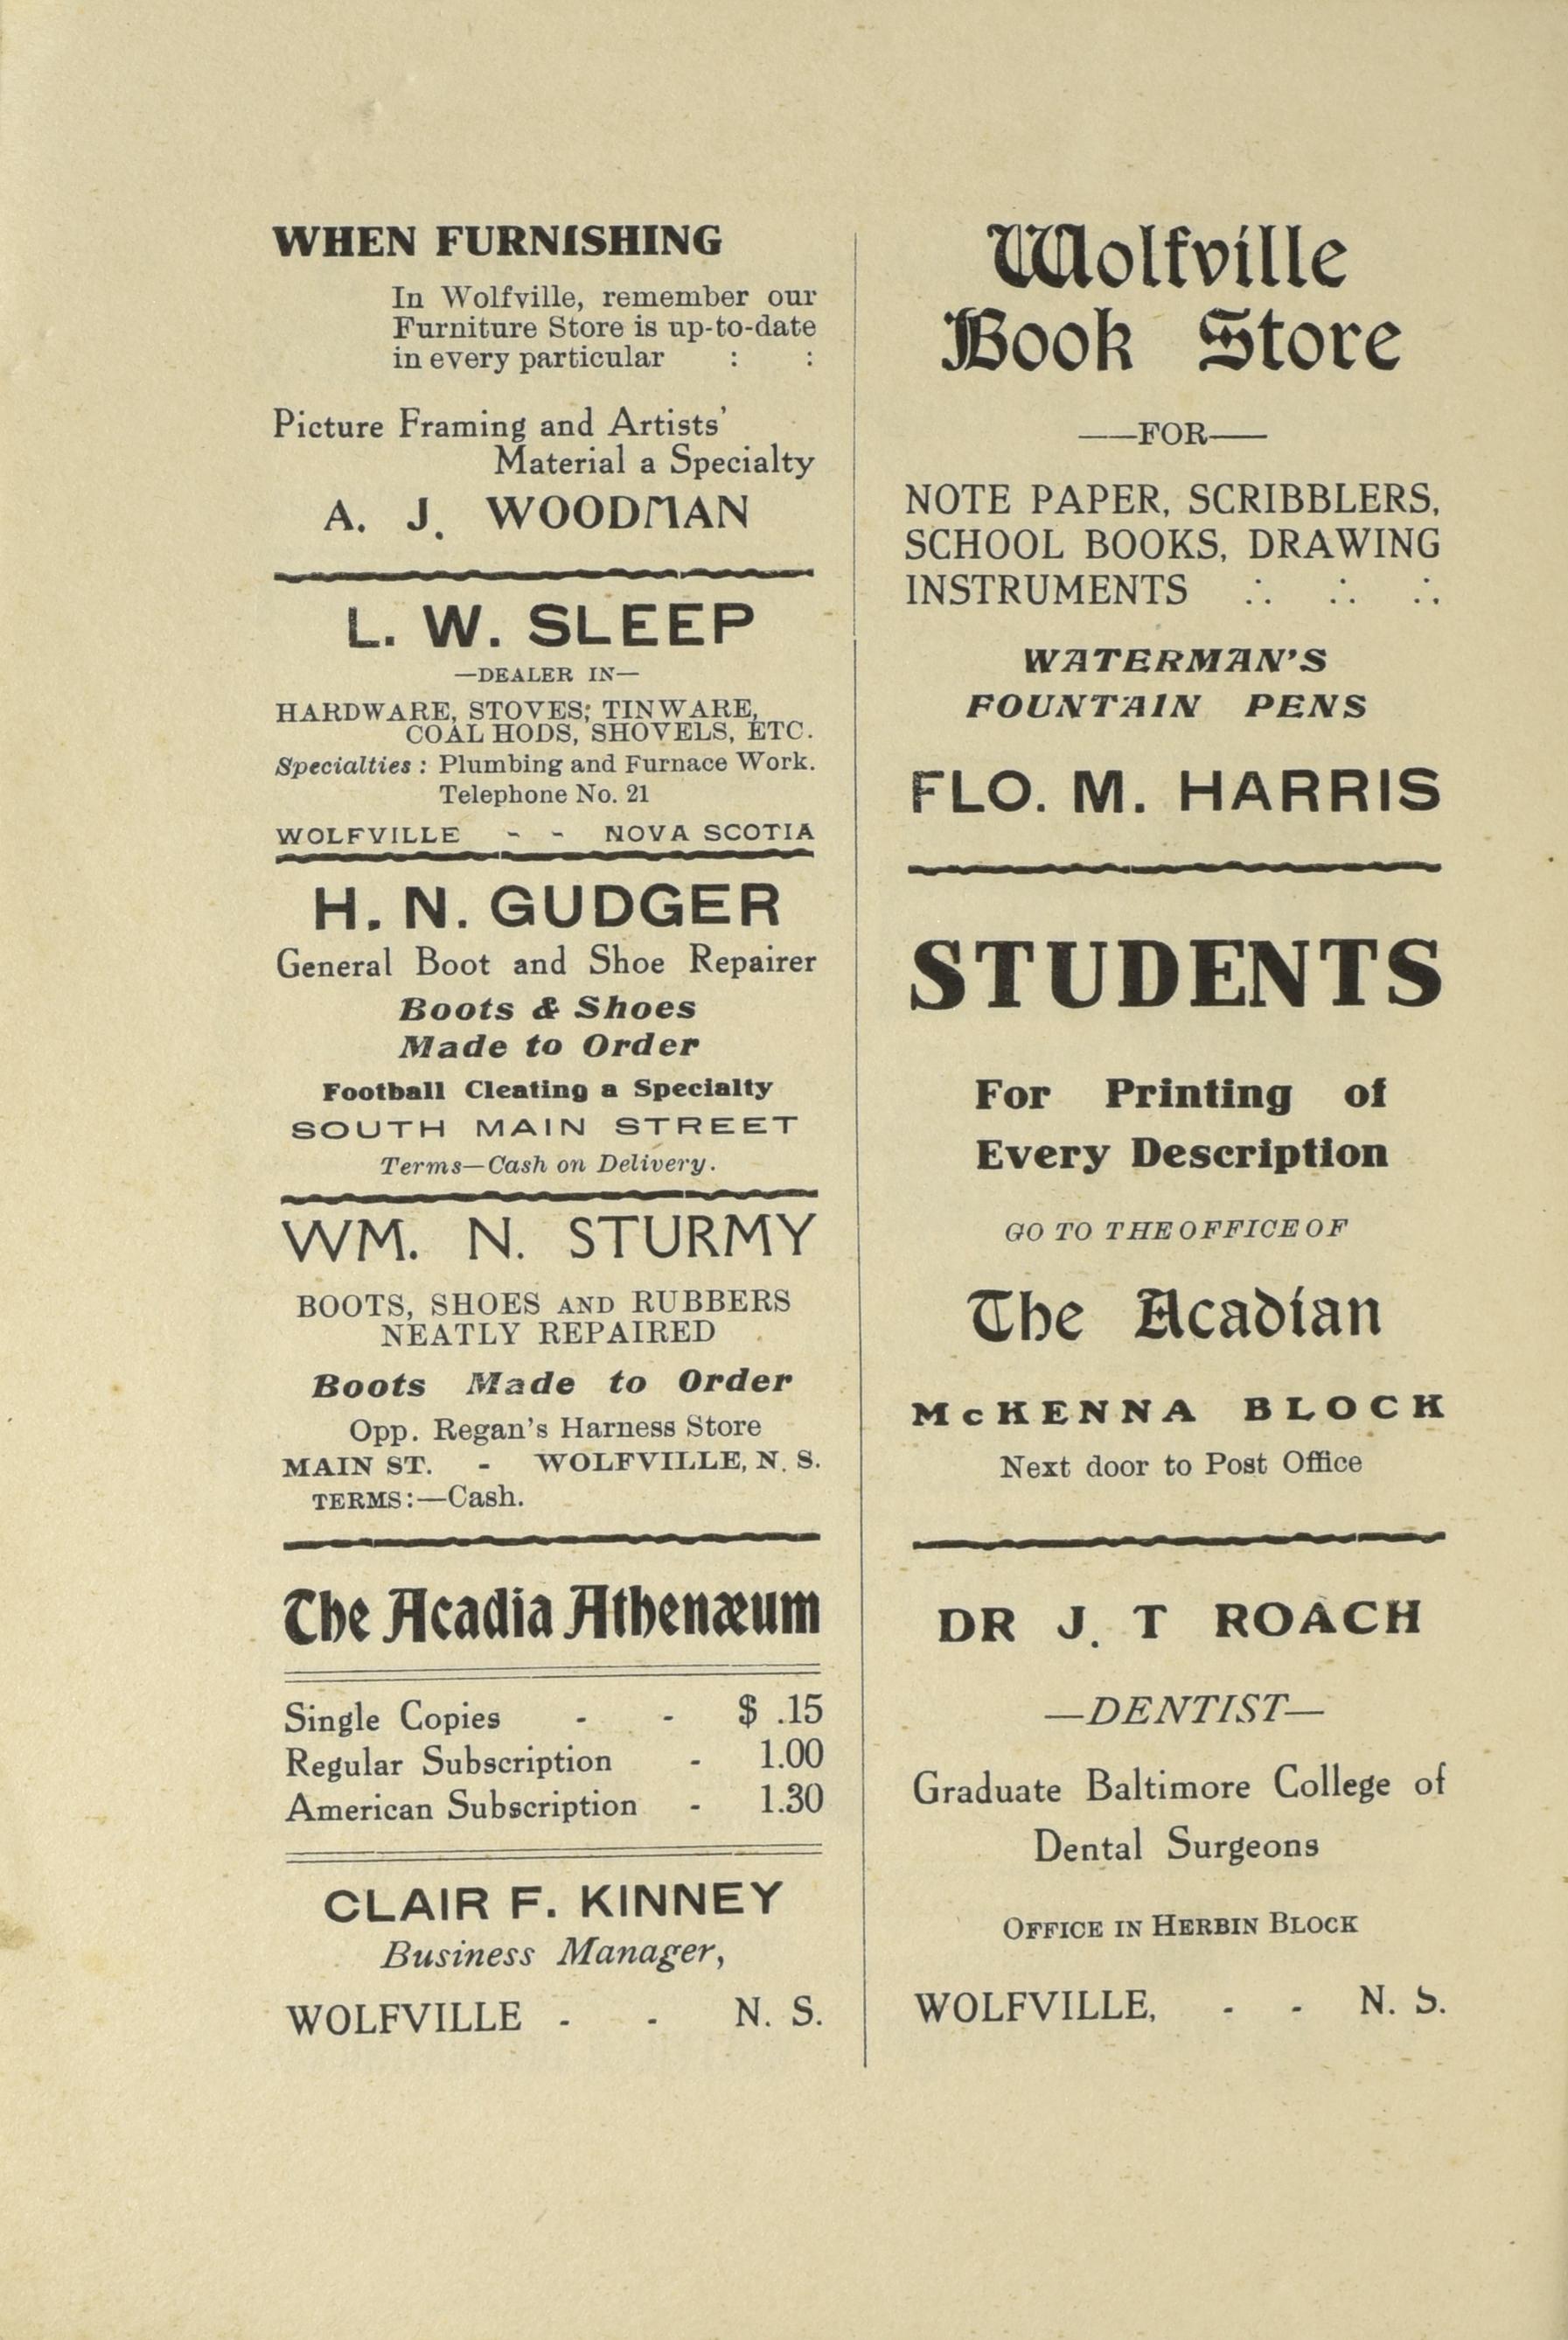 WHEN FURNISHING
In Wolfville, remember our
Furniture Store is up-to-date
in every particular : :
Picture Framing and Artists'
Material a Specialty
A. J. WOODMAN
L. W. SLEEP
—DEALER IN—
HARDWARE, STOVES; TINWARE,
COAL HODS, SHOVELS, ETC.
Specialties : Plumbing and Furnace Work.
Telephone No. 21
WOLFVILLE - - NOVA SCOTIA
H. N. GUDGER
General Boot and Shoe Repairer
Boots & Shoes
Made to Order
Football Cleating a Specialty
SOUTH MAIN STREET
Terms—Cash on Delivery.
WM. N. STURMY
BOOTS, SHOES AND RUBBERS
NEATLY REPAIRED
Boots Made to Order
Opp. Regan's Harness Store
MAIN ST. - WOLFVILLE, N. S.
TERMS:—Cash.
The Acadia Athenæum
Single Copies - - $ .15
Regular Subscription - 1.00
American Subscription - 1.30
CLAIR F. KINNEY
Business Manager,
WOLFVILLE - - N. S.
Wolfville
Book Store
——FOR——
NOTE PAPER, SCRIBBLERS,
SCHOOL BOOKS, DRAWING
INSTRUMENTS ∴ ∴ ∴
WATERMAN'S
FOUNTAIN PENS
FLO. M. HARRIS
STUDENTS
For Printing of
Every Description
GO TO THE OFFICE OF
The Acadian
McKENNA BLOCK
Next door to Post Office
DR J. T ROACH
—DENTIST—
Graduate Baltimore College of
Dental Surgeons
OFFICE IN HERBIN BLOCK
WOLFVILLE, - - N. S.